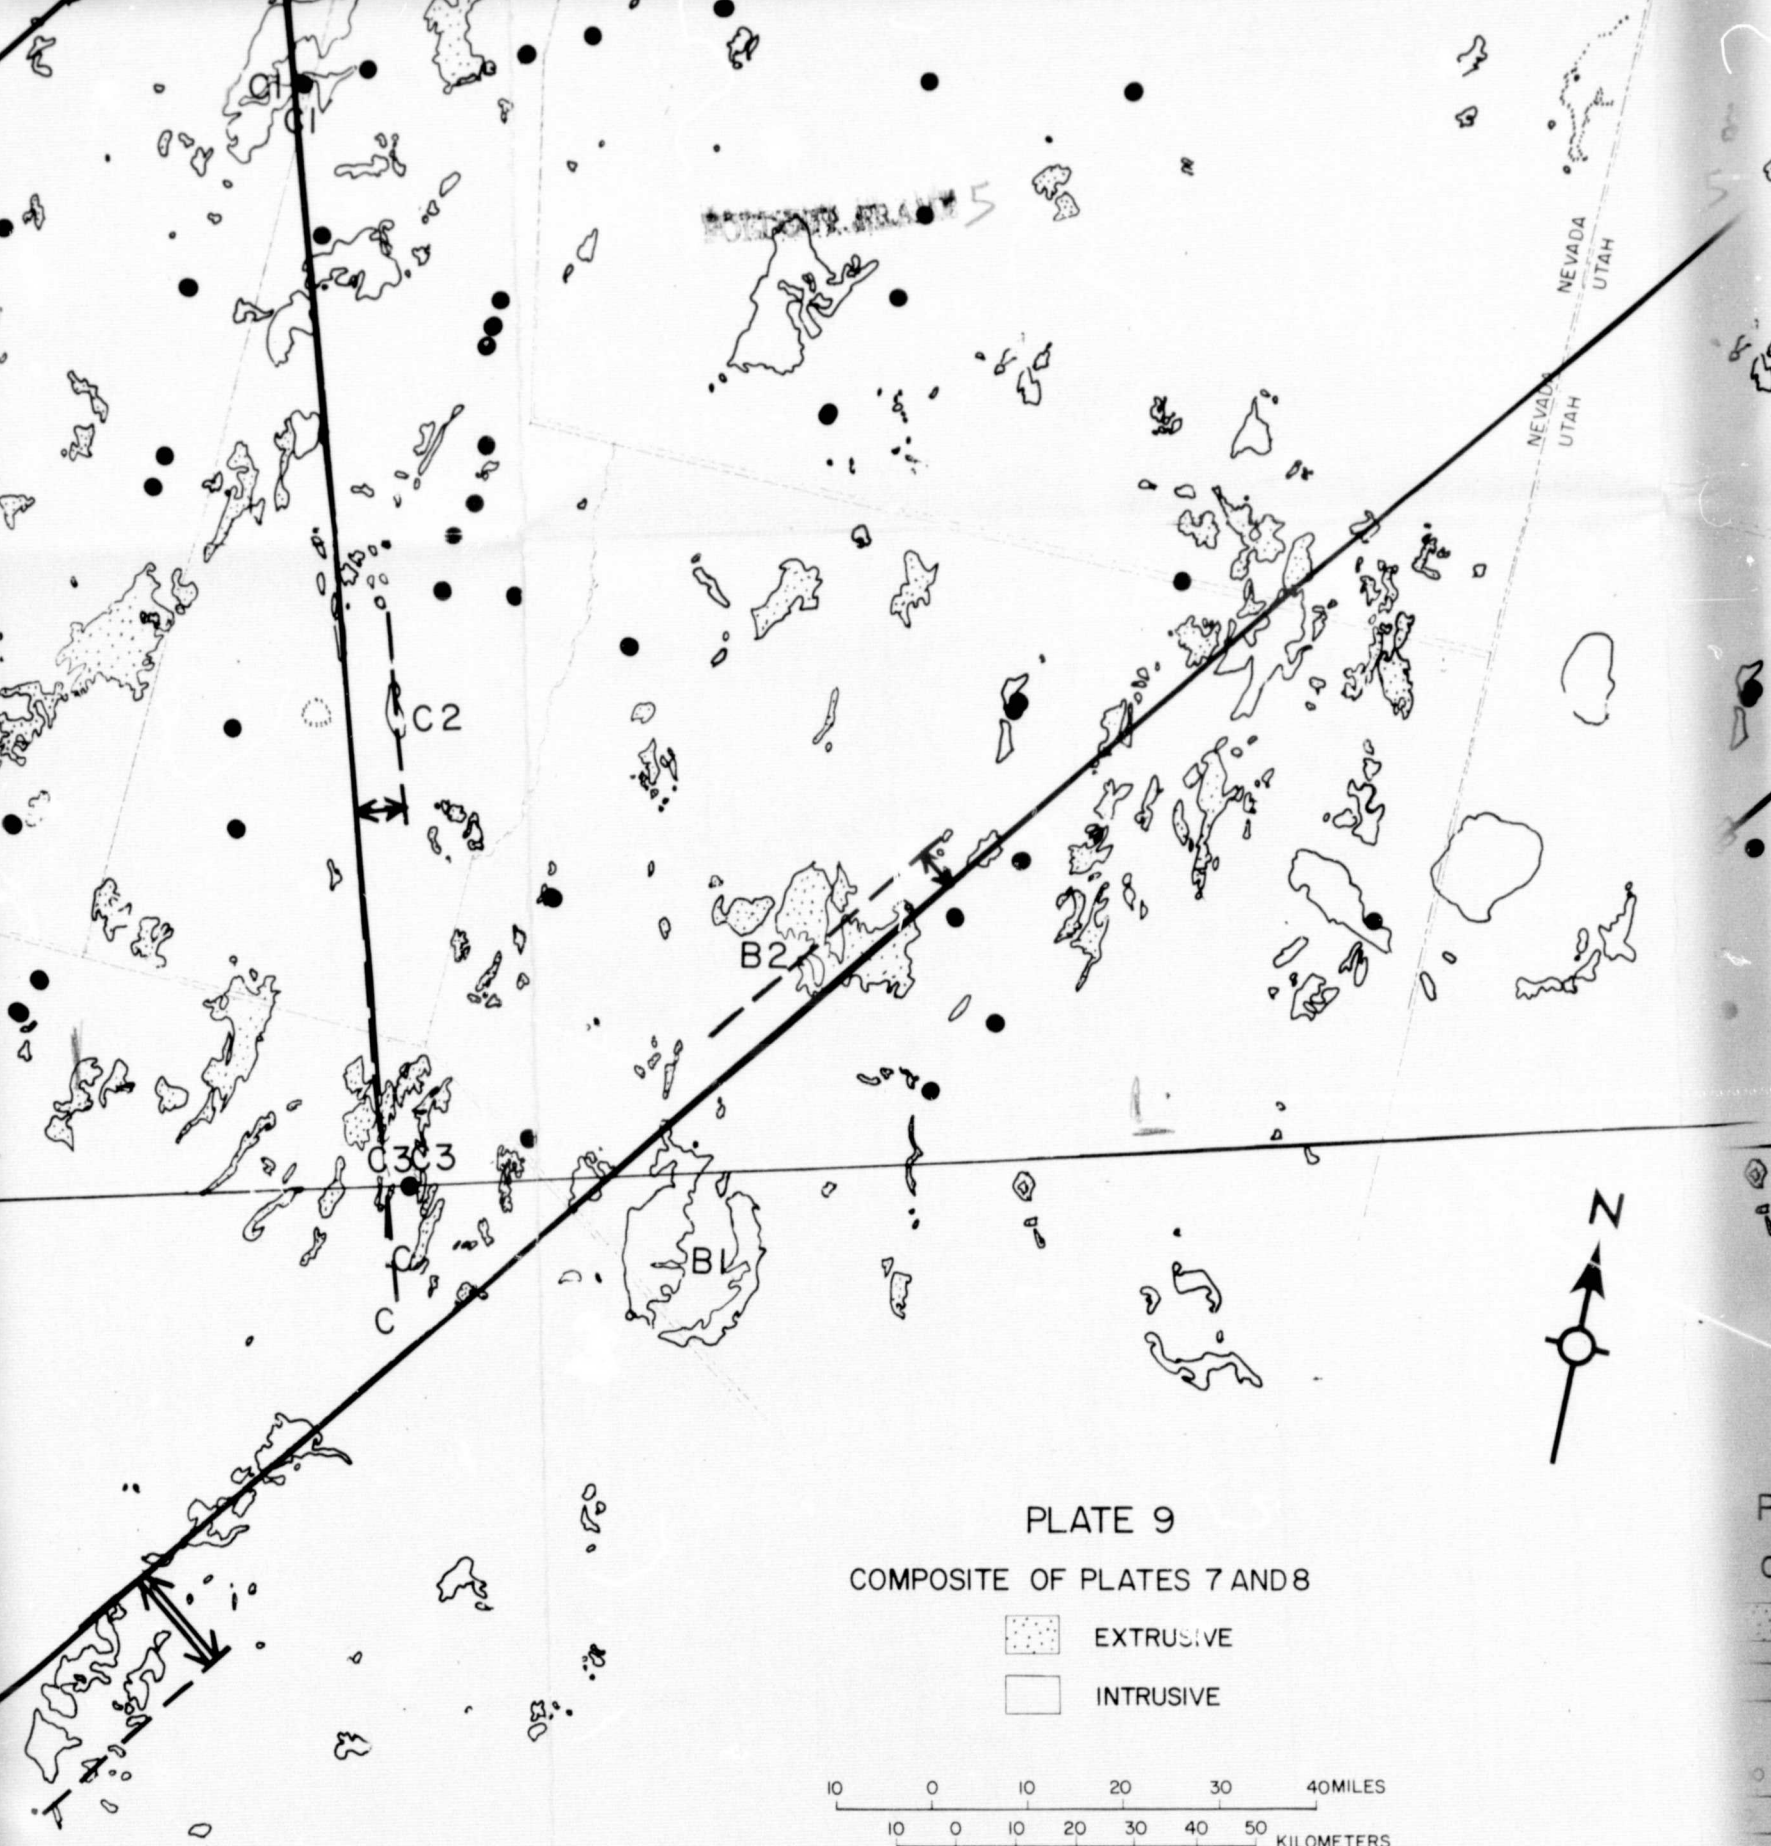 C1
C1
5
NEVADA
UTAH
NEVADA
UTAH
C2
B2
C3 C3
B1
C
C
N
PLATE 9
COMPOSITE OF PLATES 7 AND 8
EXTRUSIVE
INTRUSIVE
10 0 10 20 30 40 MILES
10 0 10 20 30 40 50 KILOMETERS